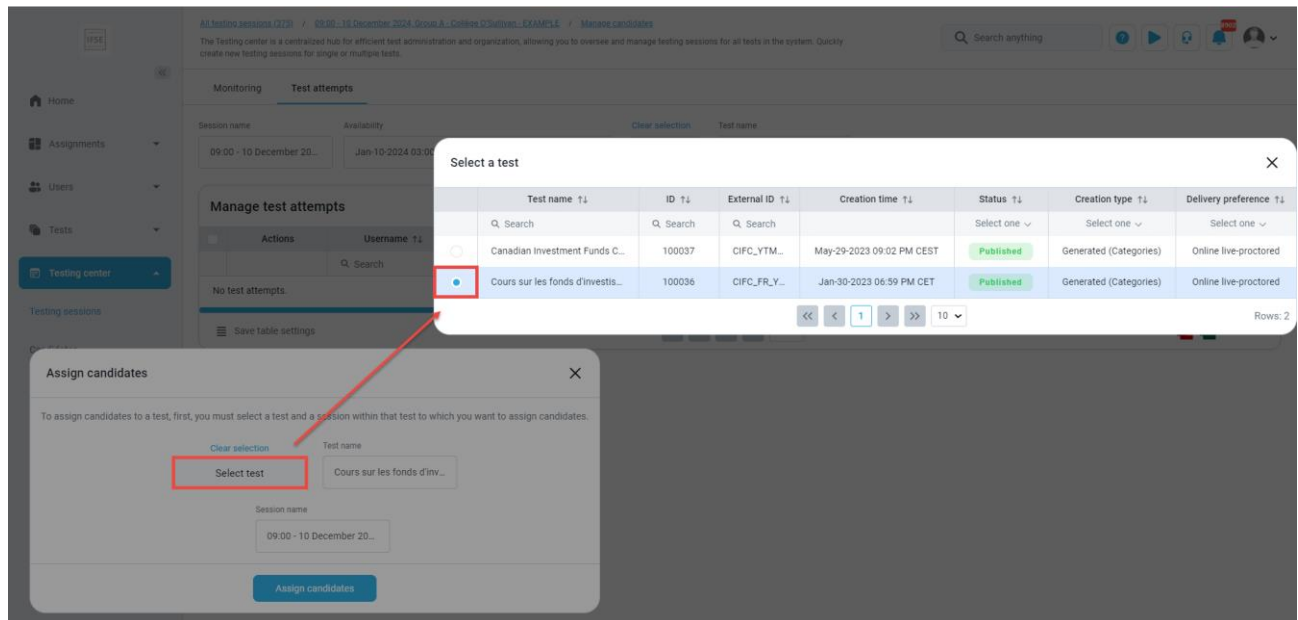 IFSE
All testing sessions (275) / 09:00 - 10 December 2024, Group A - Collège O'Sullivan - EXAMPLE / Manage candidates
The Testing center is a centralized hub for efficient test administration and organization, allowing you to oversee and manage testing sessions for all tests in the system. Quickly
create new testing sessions for single or multiple tests.
Search anything
Home
Assignments
Users
Tests
Testing center
Testing sessions
Monitoring Test attempts
Session name Availability Clear selection Test name
09:00 - 10 December 20... Jan-10-2024 03:00
Manage test attempts
Actions Username
Search
No test attempts.
Save table settings
Select a test
Test name ID External ID Creation time Status Creation type Delivery preference
Search Search Search Select one Select one Select one
Canadian Investment Funds C... 100037 CIFC_YTM... May-29-2023 09:02 PM CEST Published Generated (Categories) Online live-proctored
Cours sur les fonds d'investis... 100036 CIFC_FR_Y... Jan-30-2023 06:59 PM CET Published Generated (Categories) Online live-proctored
1 10 Rows: 2
Assign candidates
To assign candidates to a test, first, you must select a test and a session within that test to which you want to assign candidates.
Clear selection Test name
Select test Cours sur les fonds d'inv...
Session name
09:00 - 10 December 20...
Assign candidates